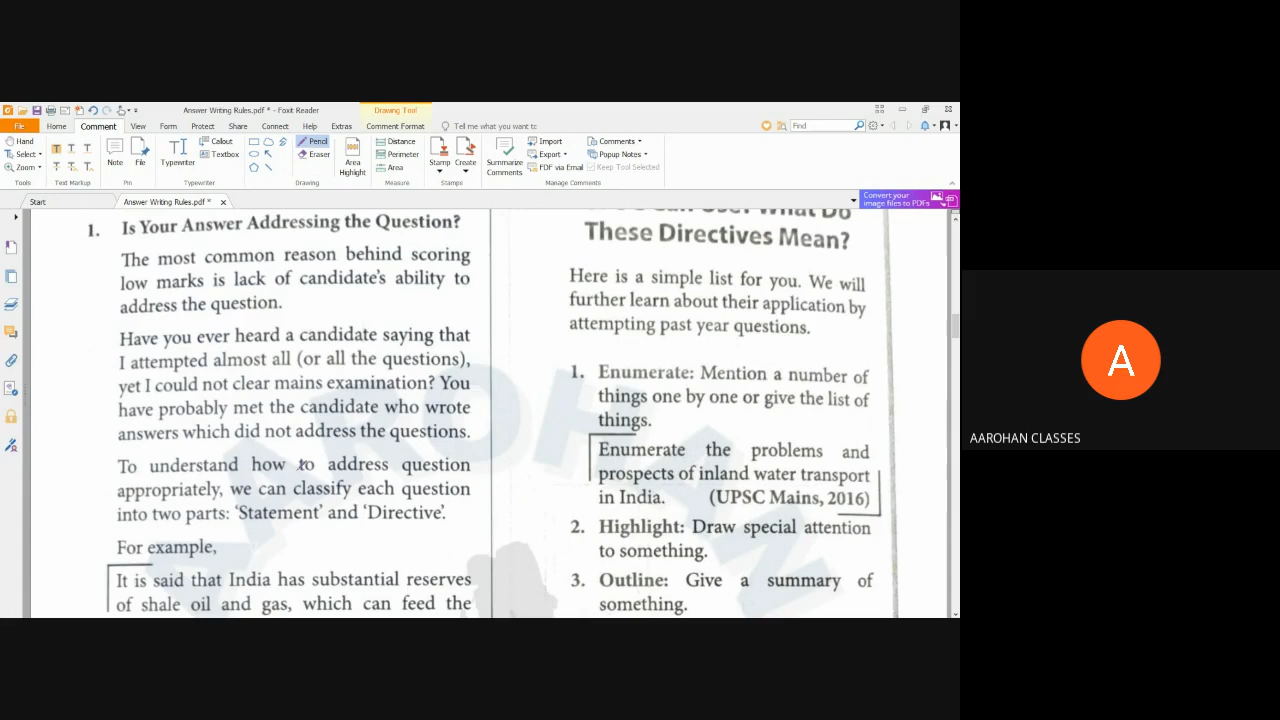 Answer Writing Rules.pdf * - Foxit Reader
Drawing Tool
File Home Comment View Form Protect Share Connect Help Extras Comment Format Tell me what you want to Find
Hand
Select
Zoom
Tools
Text Markup
Note
File
Pin
Typewriter
Callout
Textbox
Typewriter
Pencil
Eraser
Drawing
Area
Highlight
Distance
Perimeter
Area
Measure
Stamp
Create
Stamps
Summarize
Comments
Import
Export
FDF via Email
Comments
Popup Notes
Keep Tool Selected
Manage Comments
Start
Answer Writing Rules.pdf *
Convert your
image files to PDFs
1. Is Your Answer Addressing the Question?
The most common reason behind scoring
low marks is lack of candidate's ability to
address the question.
Have you ever heard a candidate saying that
I attempted almost all (or all the questions),
yet I could not clear mains examination? You
have probably met the candidate who wrote
answers which did not address the questions.
To understand how to address question
appropriately, we can classify each question
into two parts: 'Statement' and 'Directive'.
For example,
It is said that India has substantial reserves
of shale oil and gas, which can feed the
What Do
These Directives Mean?
Here is a simple list for you. We will
further learn about their application by
attempting past year questions.
1. Enumerate: Mention a number of
things one by one or give the list of
things.
Enumerate the problems and
prospects of inland water transport
in India. (UPSC Mains, 2016)
2. Highlight: Draw special attention
to something.
3. Outline: Give a summary of
something.
AAROHAN
A
AAROHAN CLASSES